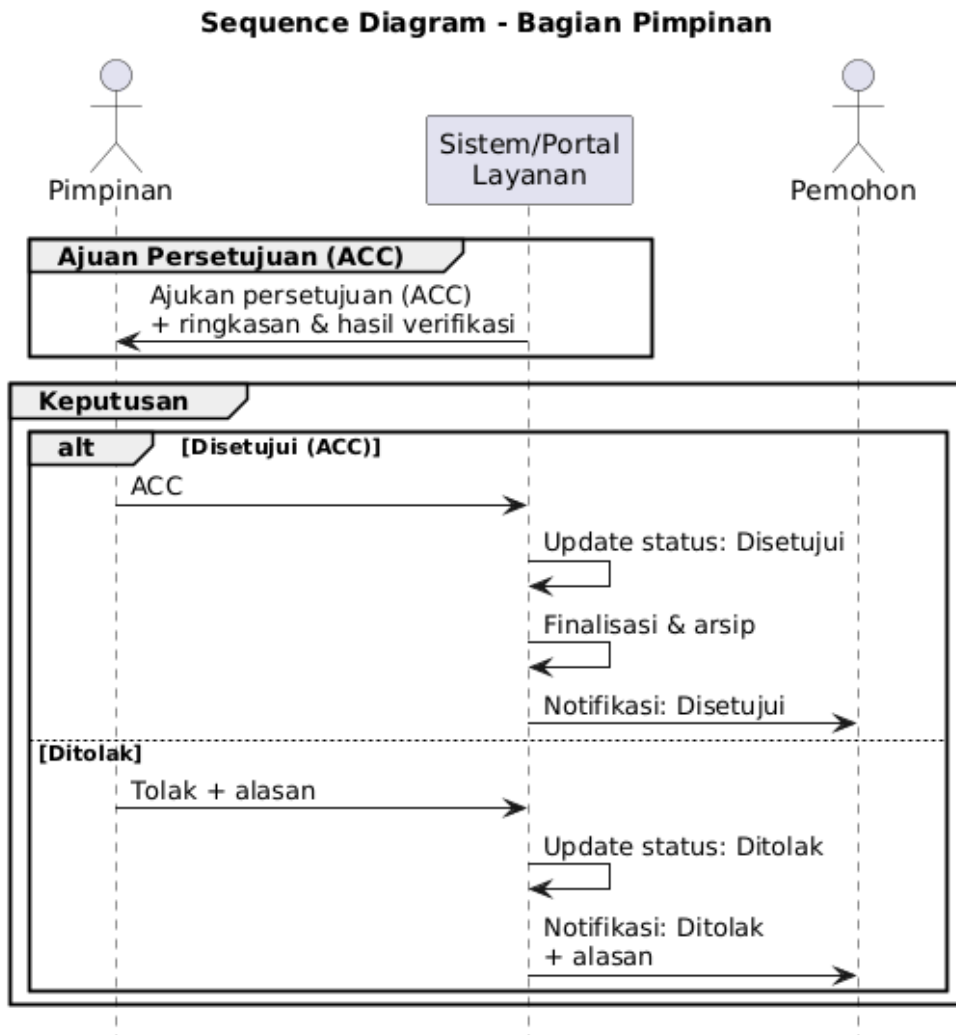 Sequence Diagram - Bagian Pimpinan
Pimpinan
Sistem/Portal
Layanan
Pemohon
Ajuan Persetujuan (ACC)
Ajukan persetujuan (ACC)
+ ringkasan & hasil verifikasi
Keputusan
alt
[Disetujui (ACC)]
ACC
Update status: Disetujui
Finalisasi & arsip
Notifikasi: Disetujui
[Ditolak]
Tolak + alasan
Update status: Ditolak
Notifikasi: Ditolak
+ alasan